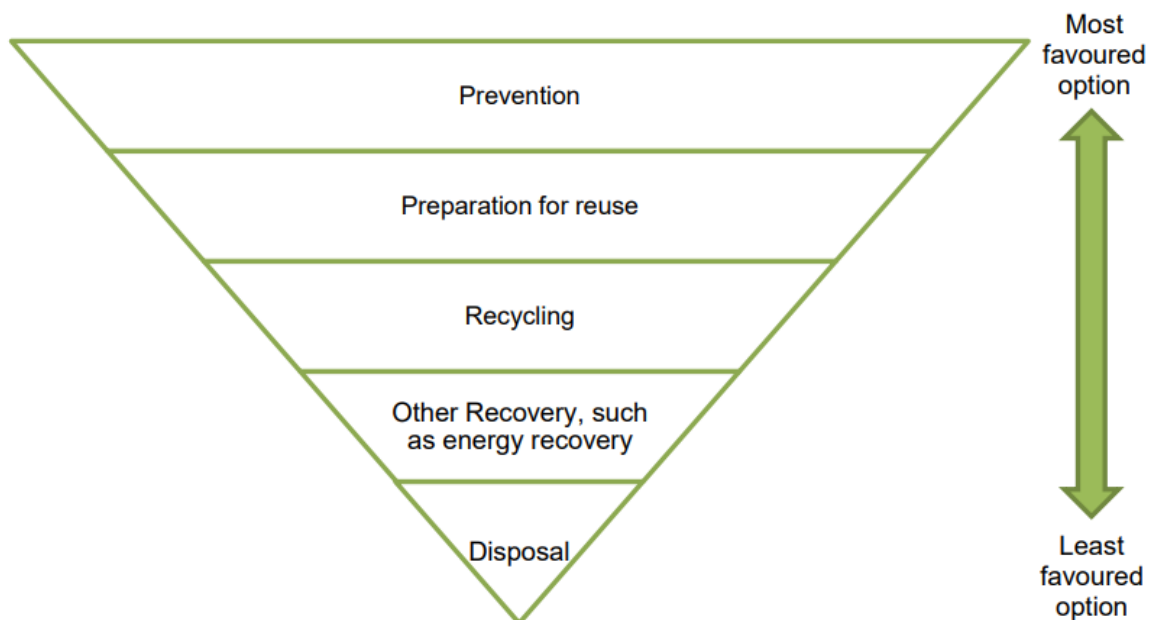 Most
favoured
option
Prevention
Preparation for reuse
Recycling
Other Recovery, such
as energy recovery
Disposal
Least
favoured
option